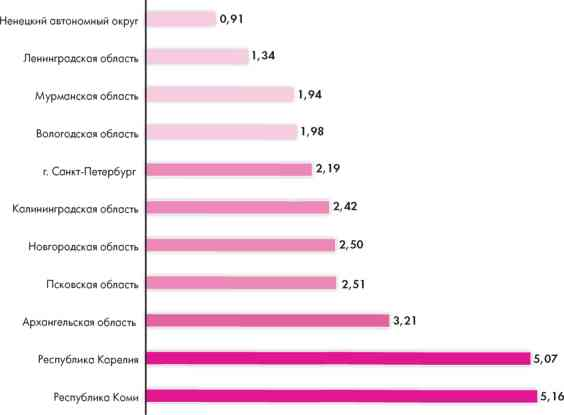 Ненецкий автономный округ 0,91
Ленинградская область 1,34
Мурманская область 1,94
Вологодская область 1,98
г. Санкт-Петербург 2,19
Калининградская область 2,42
Новгородская область 2,50
Псковская область 2,51
Архангельская область 3,21
Республика Карелия 5,07
Республика Коми 5,16